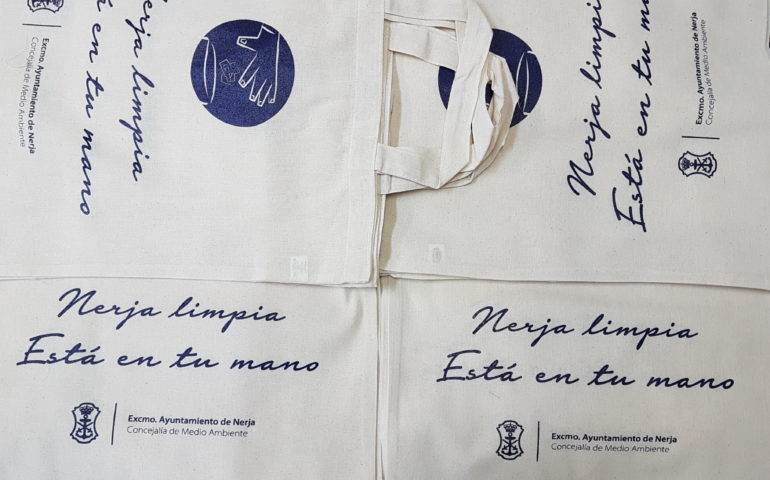 Nerja limpia
Está en tu mano
Excmo. Ayuntamiento de Nerja
Concejalía de Medio Ambiente
Nerja limpia
Está en tu m
Excmo. Ayuntamiento de Nerja
Concejalía de Medio Ambiente
Nerja limpia
Está en tu mano
Excmo. Ayuntamiento de Nerja
Concejalía de Medio Ambiente
Nerja limpia
Está en tu mano
Excmo. Ayuntamiento de Nerja
Concejalía de Medio Ambiente